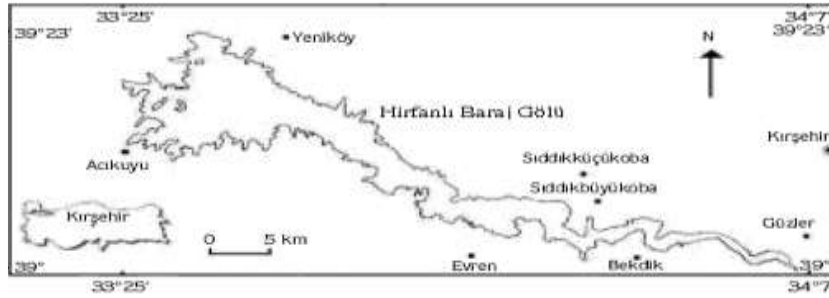 33°25'
34°7'
39°23'
39°23'
Yeniköy
N
Hirfanlı Baraj Gölü
Kırşehir
Acıkuyu
Sıddıkküçükoba
Sıddıkbüyükoba
Kırşehir
0 5 km
Güzler
Evren
Bekdik
39°
39°
33°25'
34°7'